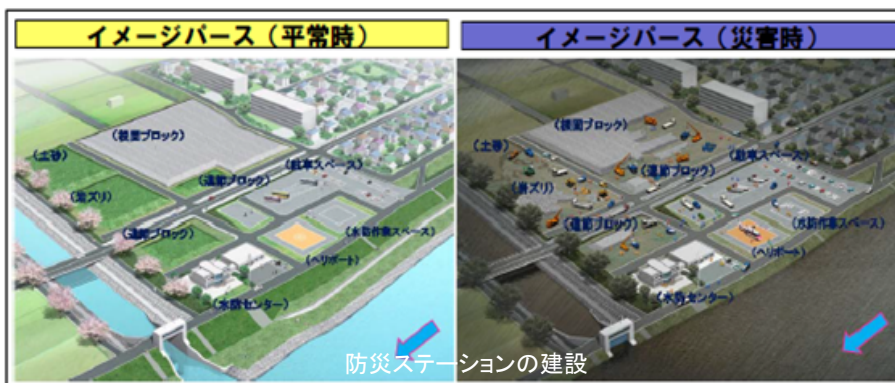 イメージパース（平常時）
（根固ブロック）
（土砂）
（連節ブロック）
（駐車スペース）
（連節ブロック）
（水防作業スペース）
（ヘリポート）
（水防センター）
イメージパース（災害時）
（根固ブロック）
（土砂）
（連節ブロック）
（駐車スペース）
（連節ブロック）
（水防作業スペース）
（ヘリポート）
（水防センター）
防災ステーションの建設